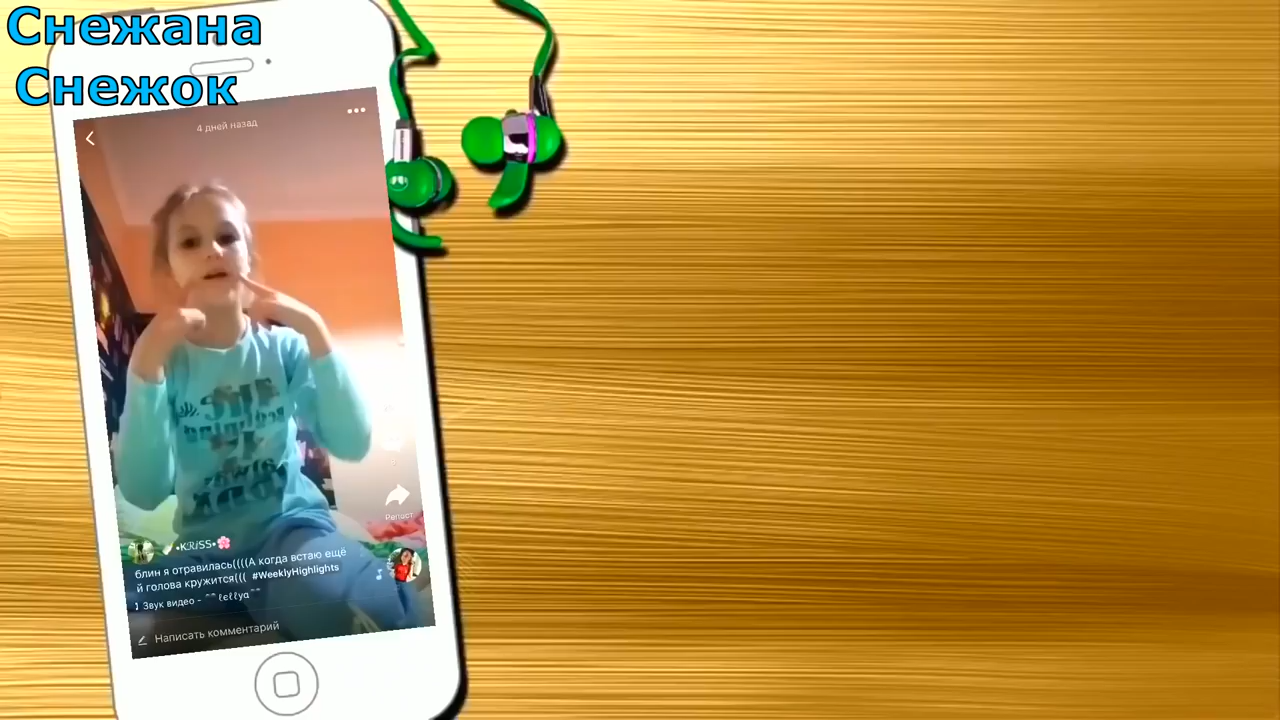 Снежана
Снежок
4 дней назад
Репост
•KℛiSS•🌸
блин я отравилась((((А когда встаю ещё
й голова кружится((( #WeeklyHighlights
Звук видео - ⌒⌒ ℓeℓℓya⌒⌒
Написать комментарий